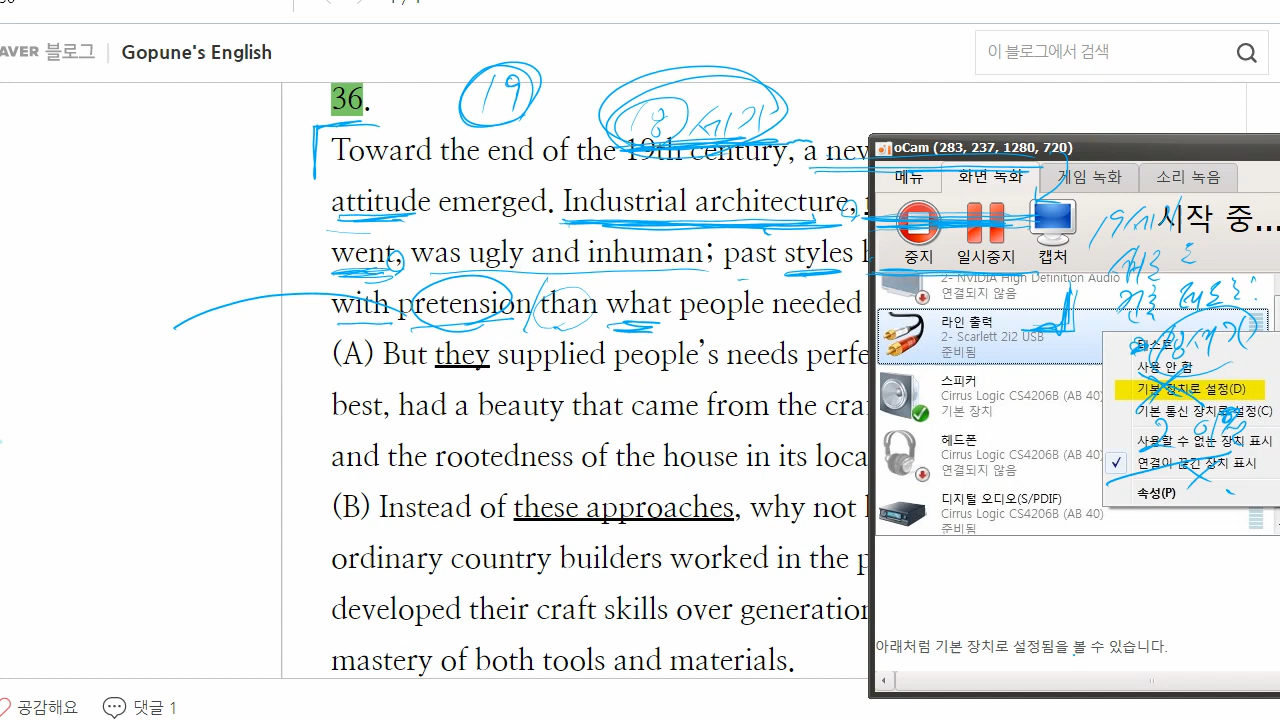 AVER 블로그 | Gopune's English
이 블로그에서 검색
36.
19
18세기
Toward the end of the 19th century, a new
attitude emerged. Industrial architecture,
went, was ugly and inhuman; past styles h
with pretension than what people needed
(A) But they supplied people's needs perfe
best, had a beauty that came from the cra
and the rootedness of the house in its loca
(B) Instead of these approaches, why not
ordinary country builders worked in the p
developed their craft skills over generation
mastery of both tools and materials.
공감해요
댓글 1
oCam (283, 237, 1280, 720)
메뉴
화면 녹화
게임 녹화
소리 녹음
중지
일시중지
캡처
시작 중...
19세기
새로운
건축 태도는?
2- NVIDIA High Definition Audio
연결되지 않음
라인 출력
2- Scarlett 2i2 USB
준비됨
스피커
Cirrus Logic CS4206B (AB 40)
기본 장치
헤드폰
Cirrus Logic CS4206B (AB 40)
연결되지 않음
디지털 오디오(S/PDIF)
Cirrus Logic CS4206B (AB 40)
준비됨
테스트
사용 안 함
기본 장치로 설정(D)
기본 통신 장치로 설정(C)
사용할 수 없는 장치 표시
연결이 끊긴 장치 표시
속성(P)
아래처럼 기본 장치로 설정됨을 볼 수 있습니다.